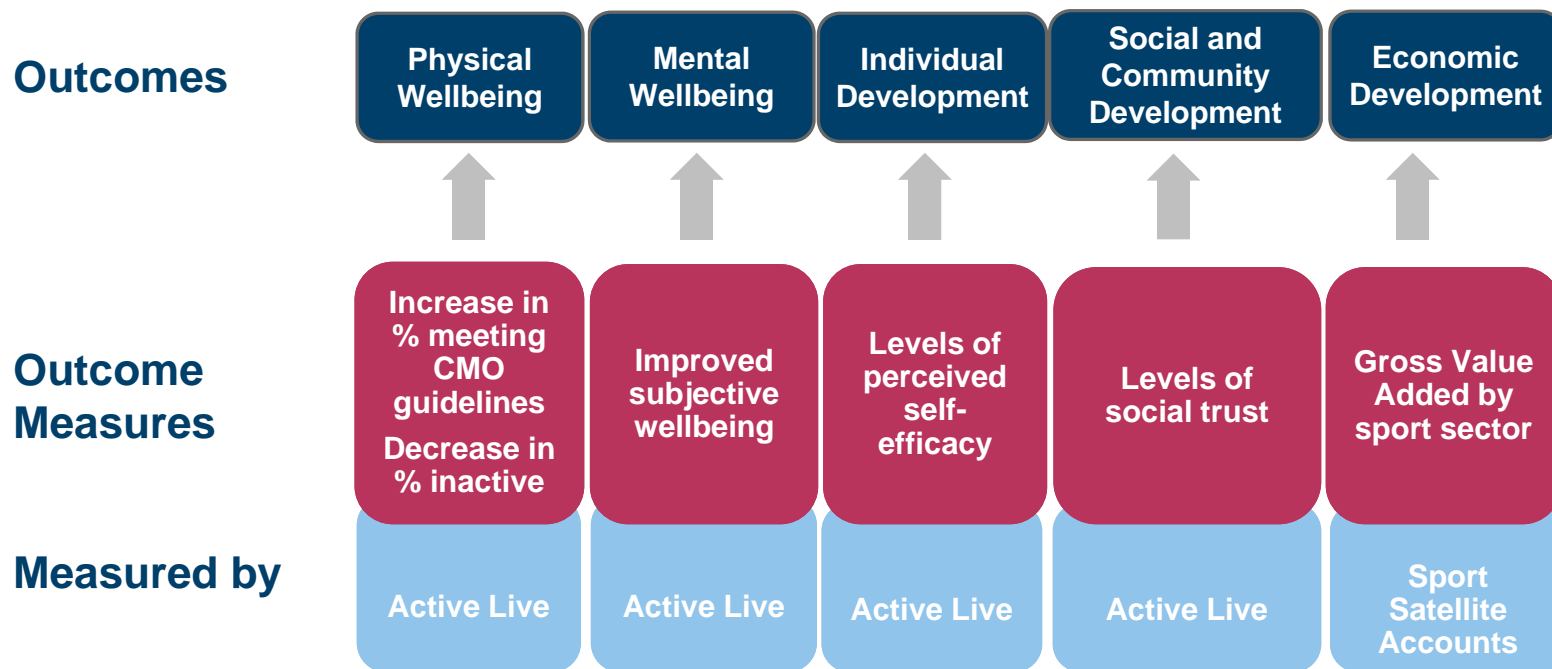 Outcomes
Physical
Wellbeing
Mental
Wellbeing
Individual
Development
Social and
Community
Development
Economic
Development
Outcome
Measures
Increase in
% meeting
CMO
guidelines
Decrease in
% inactive
Improved
subjective
wellbeing
Levels of
perceived
self-
efficacy
Levels of
social trust
Gross Value
Added by
sport sector
Measured by
Active Live
Active Live
Active Live
Active Live
Sport
Satellite
Accounts